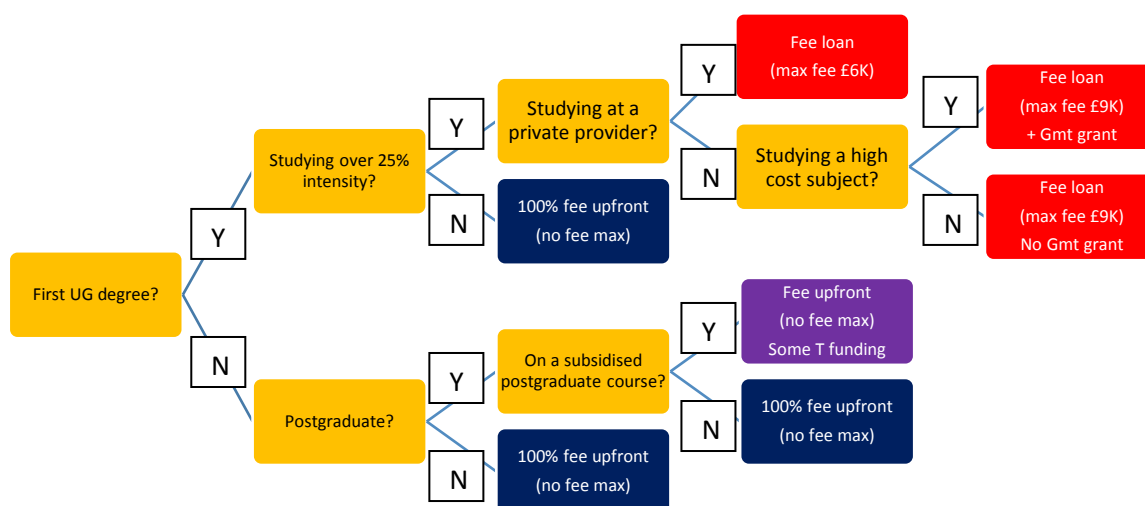 First UG degree?
Y
N
Studying over 25%
intensity?
Y
N
Studying at a
private provider?
Y
N
Fee loan
(max fee £6K)
Studying a high
cost subject?
Y
N
Fee loan
(max fee £9K)
+ Gmt grant
Fee loan
(max fee £9K)
No Gmt grant
100% fee upfront
(no fee max)
Postgraduate?
Y
N
On a subsidised
postgraduate course?
Y
N
Fee upfront
(no fee max)
Some T funding
100% fee upfront
(no fee max)
100% fee upfront
(no fee max)